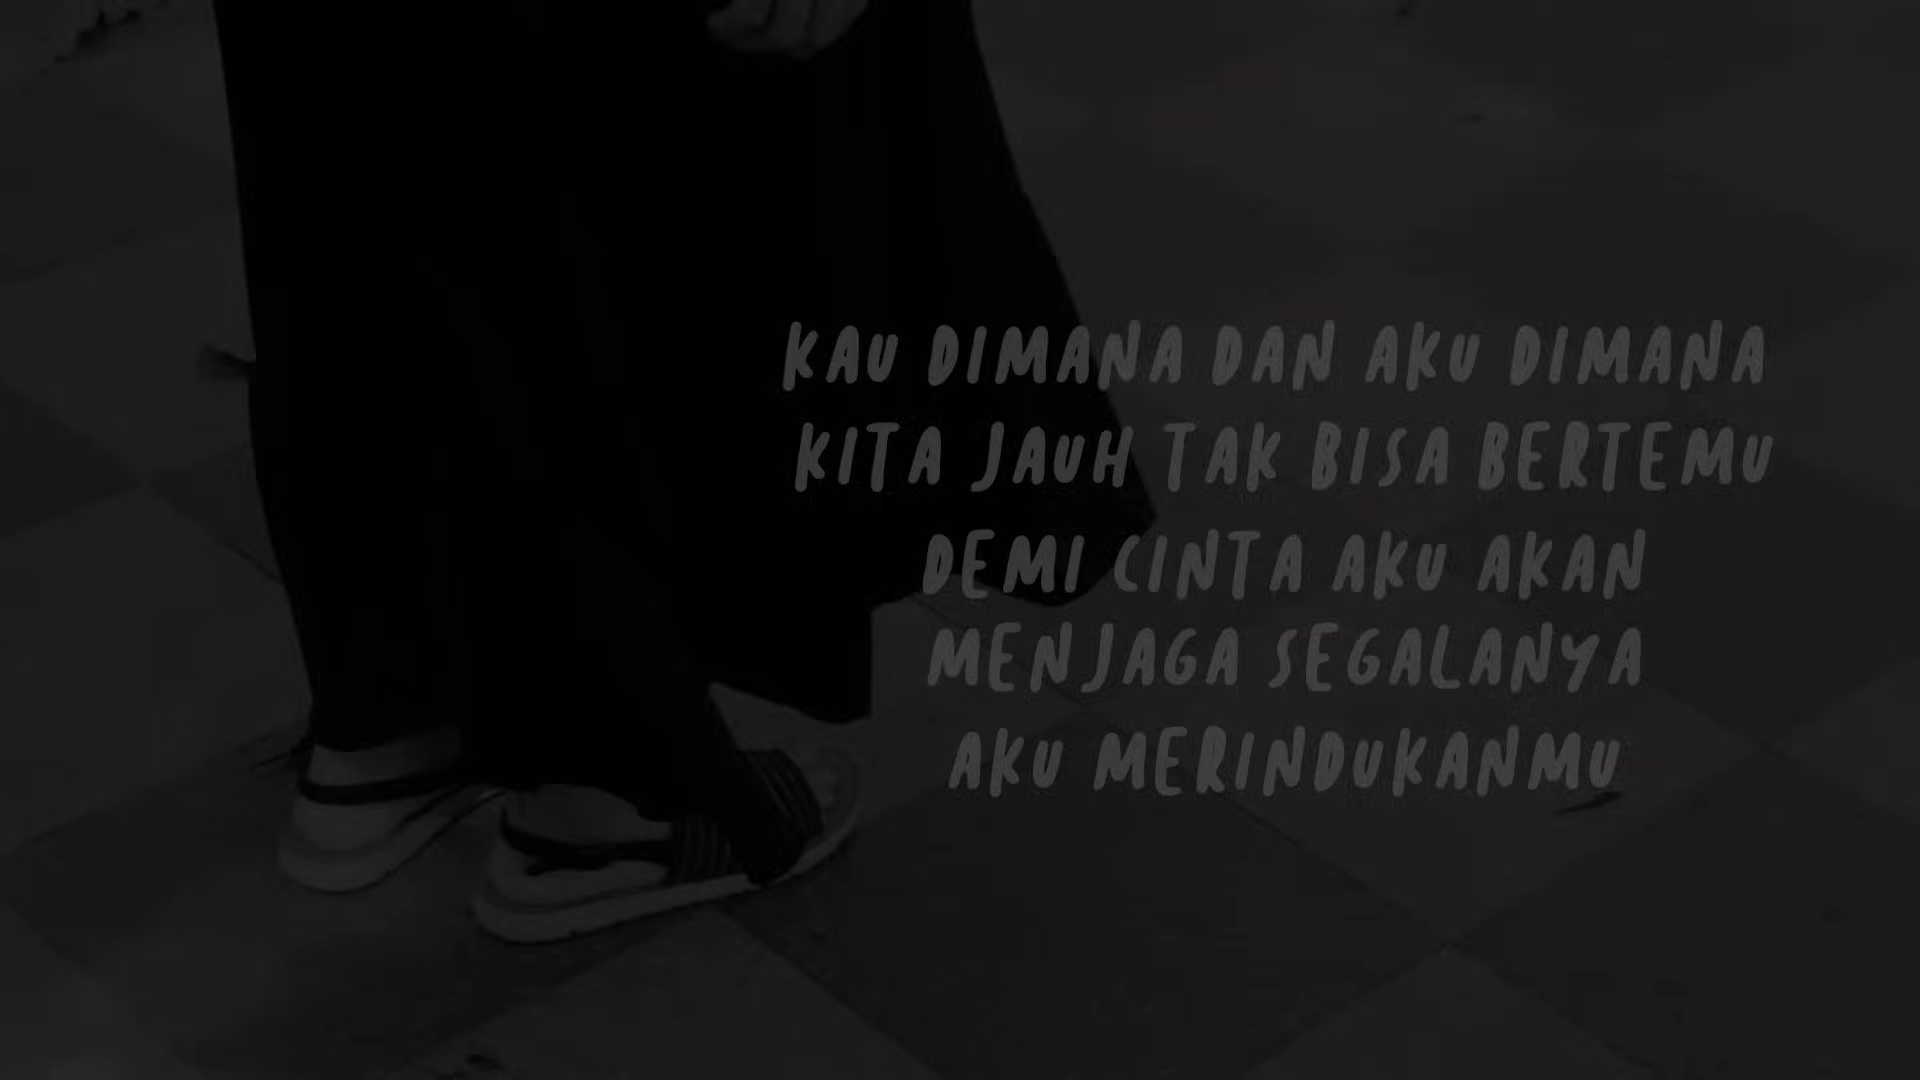 KAU DIMANA DAN AKU DIMANA
KITA JAUH TAK BISA BERTEMU
DEMI CINTA AKU AKAN
MENJAGA SEGALANYA
AKU MERINDUKANMU